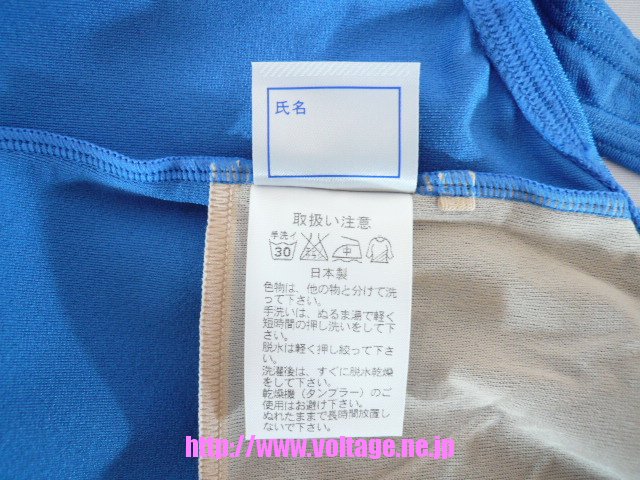 氏名
取扱い注意
手洗イ
30
中
日本製
色物は、他の物と分けて洗
って下さい。
手洗いは、ぬるま湯で軽く
短時間の押し洗いをして下
さい。
脱水は軽く押し絞って下さ
い。
洗濯後は、すぐに脱水乾燥
をして下さい。
乾燥機（タンブラー）のご
使用はお避け下さい。
ぬれたままで長時間放置し
ないで下さい。
http://www.voltage.ne.jp